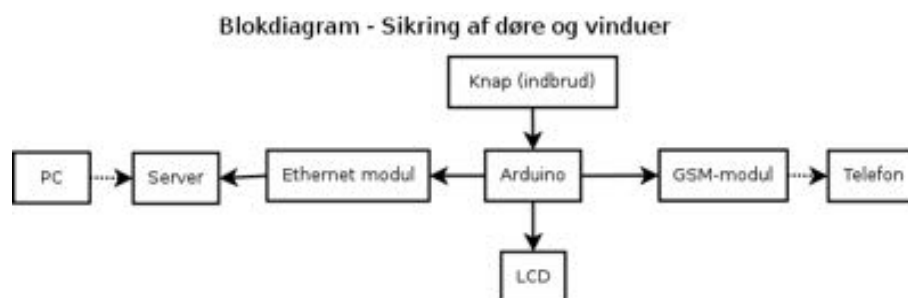 Blokdiagram - Sikring af døre og vinduer
Knap (indbrud)
PC
Server
Ethernet modul
Arduino
GSM-modul
Telefon
LCD